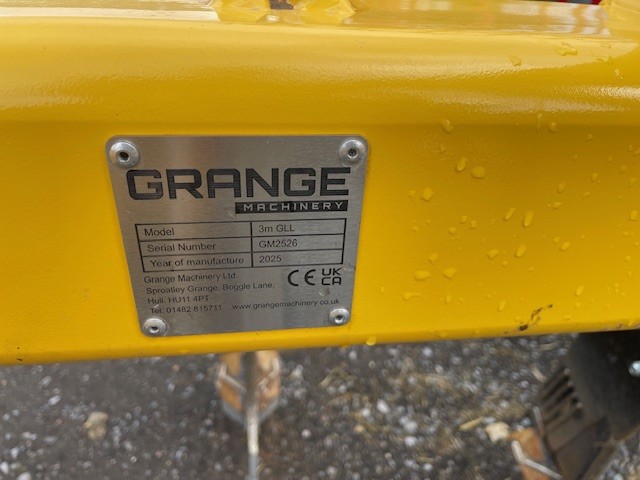 GRANGE
MACHINERY
Model 3m GLL
Serial Number GM2526
Year of manufacture 2025
Grange Machinery Ltd.
Sproatley Grange, Boggle Lane,
Hull. HU11 4PT
Tel: 01482 815711 www.grangemachinery.co.uk
CE UK
CA